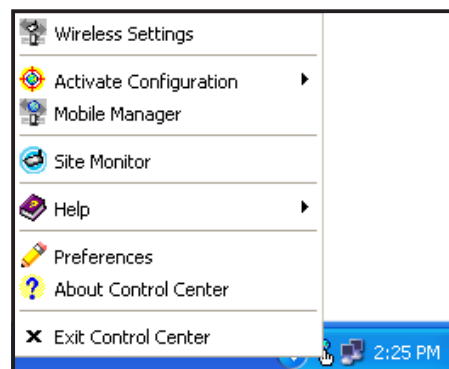 Wireless Settings
Activate Configuration
Mobile Manager
Site Monitor
Help
Preferences
About Control Center
Exit Control Center
2:25 PM